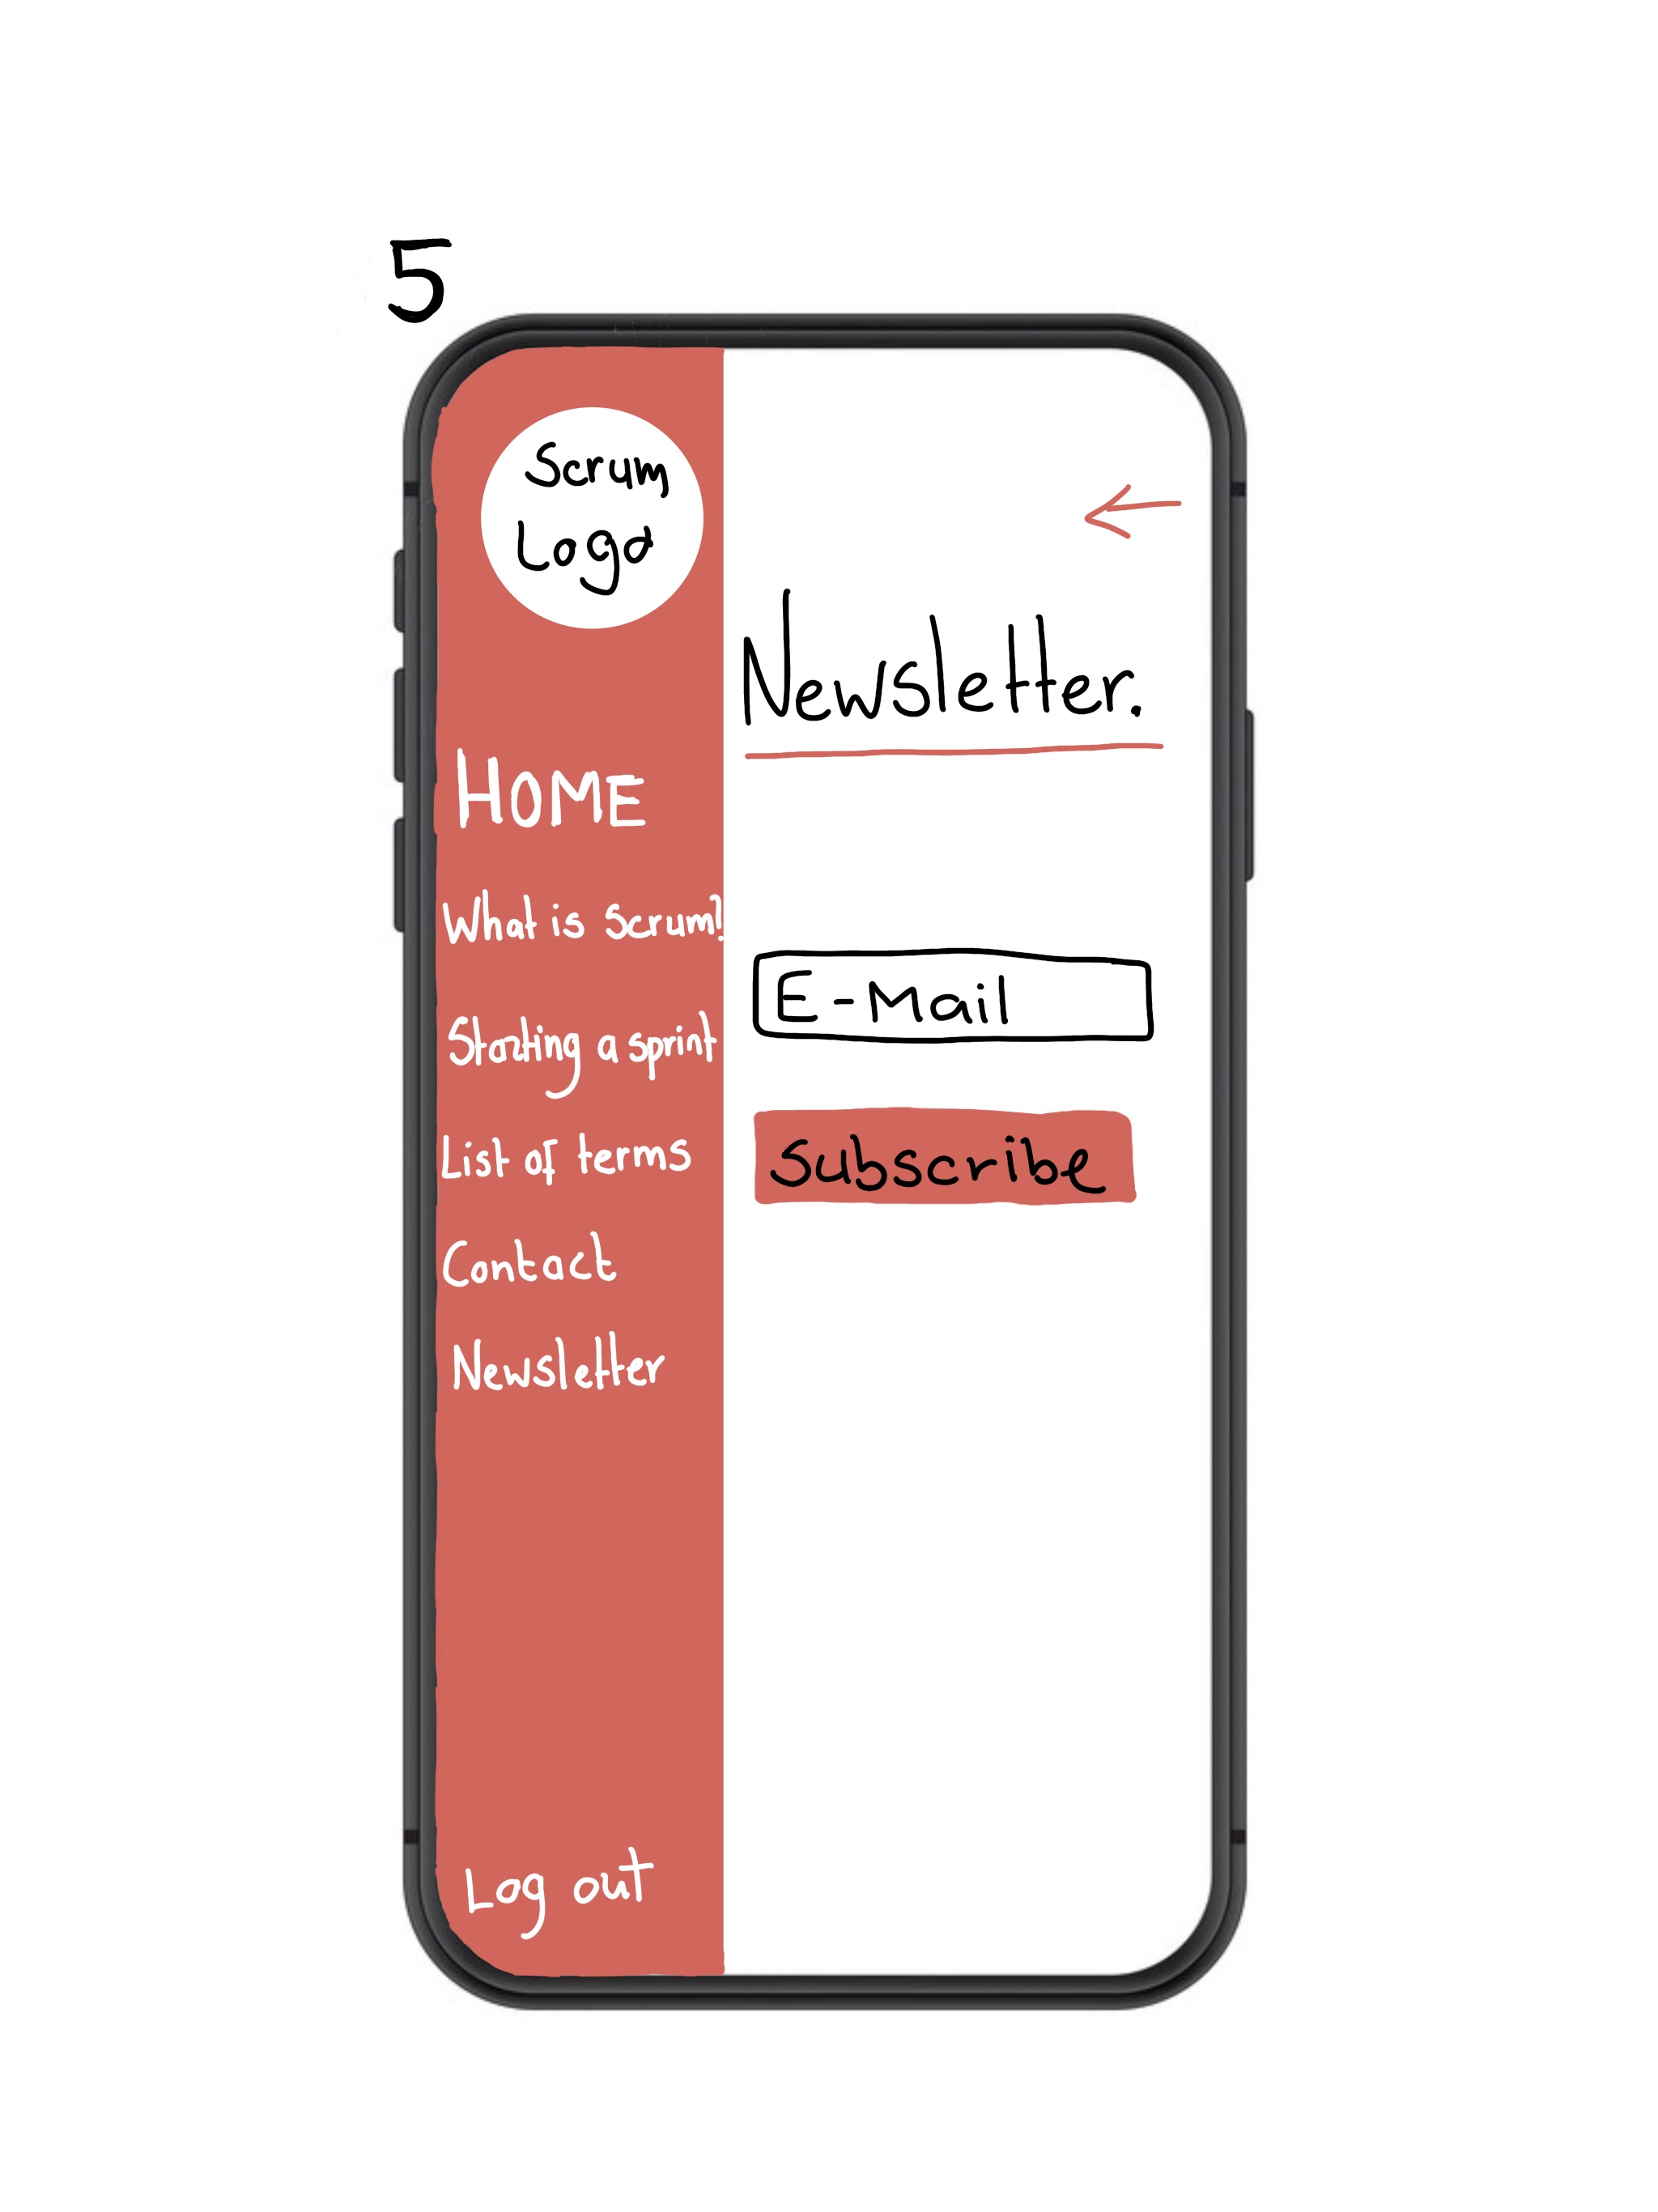 5
Scrum
Logo
HOME
What is Scrum?
Starting a sprint
List of terms
Contact
Newsletter
Log out
Newsletter.
E-Mail
Subscribe